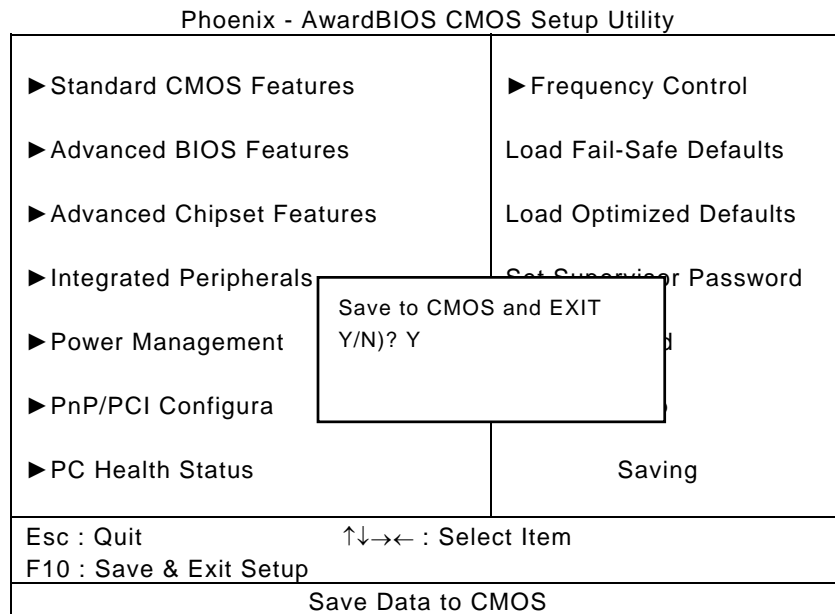 Phoenix - AwardBIOS CMOS Setup Utility
►Standard CMOS Features
►Advanced BIOS Features
►Advanced Chipset Features
►Integrated Peripherals
►Power Management
►PnP/PCI Configura
►PC Health Status
►Frequency Control
Load Fail-Safe Defaults
Load Optimized Defaults
Set Supervisor Password
Saving
Save to CMOS and EXIT
Y/N)? Y
Esc : Quit ↑↓→← : Select Item
F10 : Save & Exit Setup
Save Data to CMOS